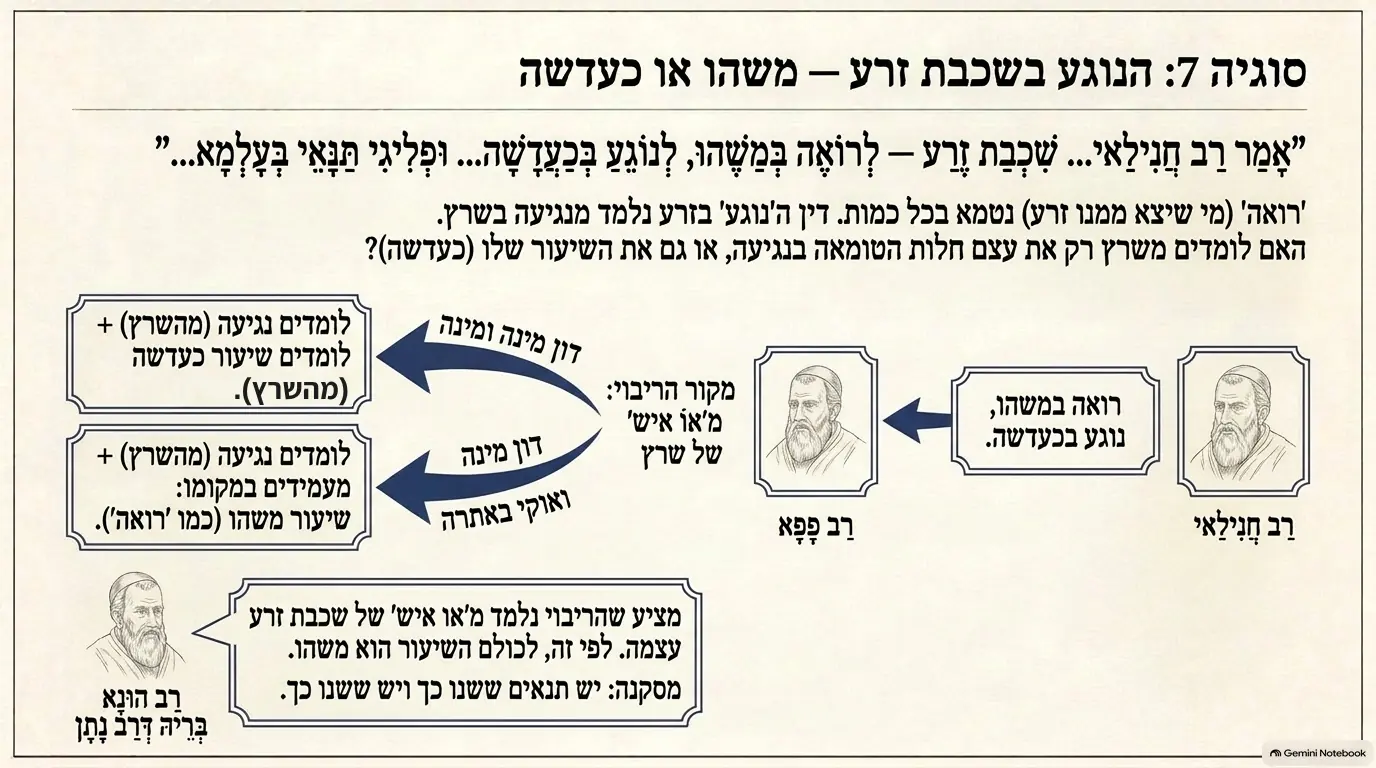 סוגיה 7: הנוגע בשכבת זרע – משהו או כעדשה
"אָמַר רַב חֲנִילַאי... שִׁכְבַת זֶרַע – לְרוֹאֶה בְּמַשֶּׁהוּ, לְנוֹגֵעַ בְּכַעֲדָשָׁה... וּפְלִיגִי תַּנָּאֵי בְּעָלְמָא..."
'רואה' (מי שיצא ממנו זרע) נטמא בכל כמות. דין ה'נוגע' בזרע נלמד מנגיעה בשרץ.
האם לומדים משרץ רק את עצם חלות הטומאה בנגיעה, או גם את השיעור שלו (כעדשה)?
רַב חֲנִילַאי
רואה במשהו,
נוגע בכעדשה.
רַב פָּפָּא
מקור הריבוי:
מ'אוֹ איש'
של שרץ
דון מינה ומינה
לומדים נגיעה (מהשרץ) +
לומדים שיעור כעדשה
(מהשרץ).
דון מינה
ואוקי באתרה
לומדים נגיעה (מהשרץ) +
מעמידים במקומו:
שיעור משהו (כמו 'רואה').
מציע שהריבוי נלמד מ'או איש' של שכבת זרע
עצמה. לפי זה, לכולם השיעור הוא משהו.
מסקנה: יש תנאים ששנו כך ויש ששנו כך.
רַב הוּנָא
בְּרֵיהּ דְּרַב נָתָן
Gemini Notebook